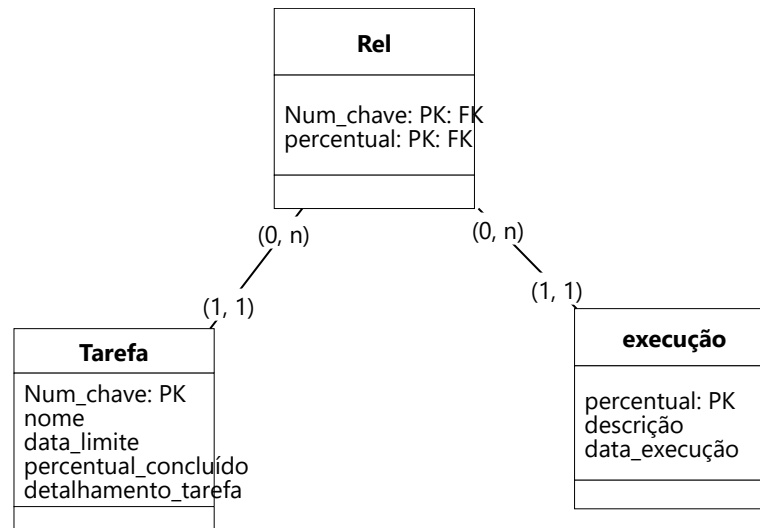 Rel
Num_chave: PK: FK
percentual: PK: FK
(0, n)
(0, n)
(1, 1)
(1, 1)
Tarefa
Num_chave: PK
nome
data_limite
percentual_concluído
detalhamento_tarefa
execução
percentual: PK
descrição
data_execução